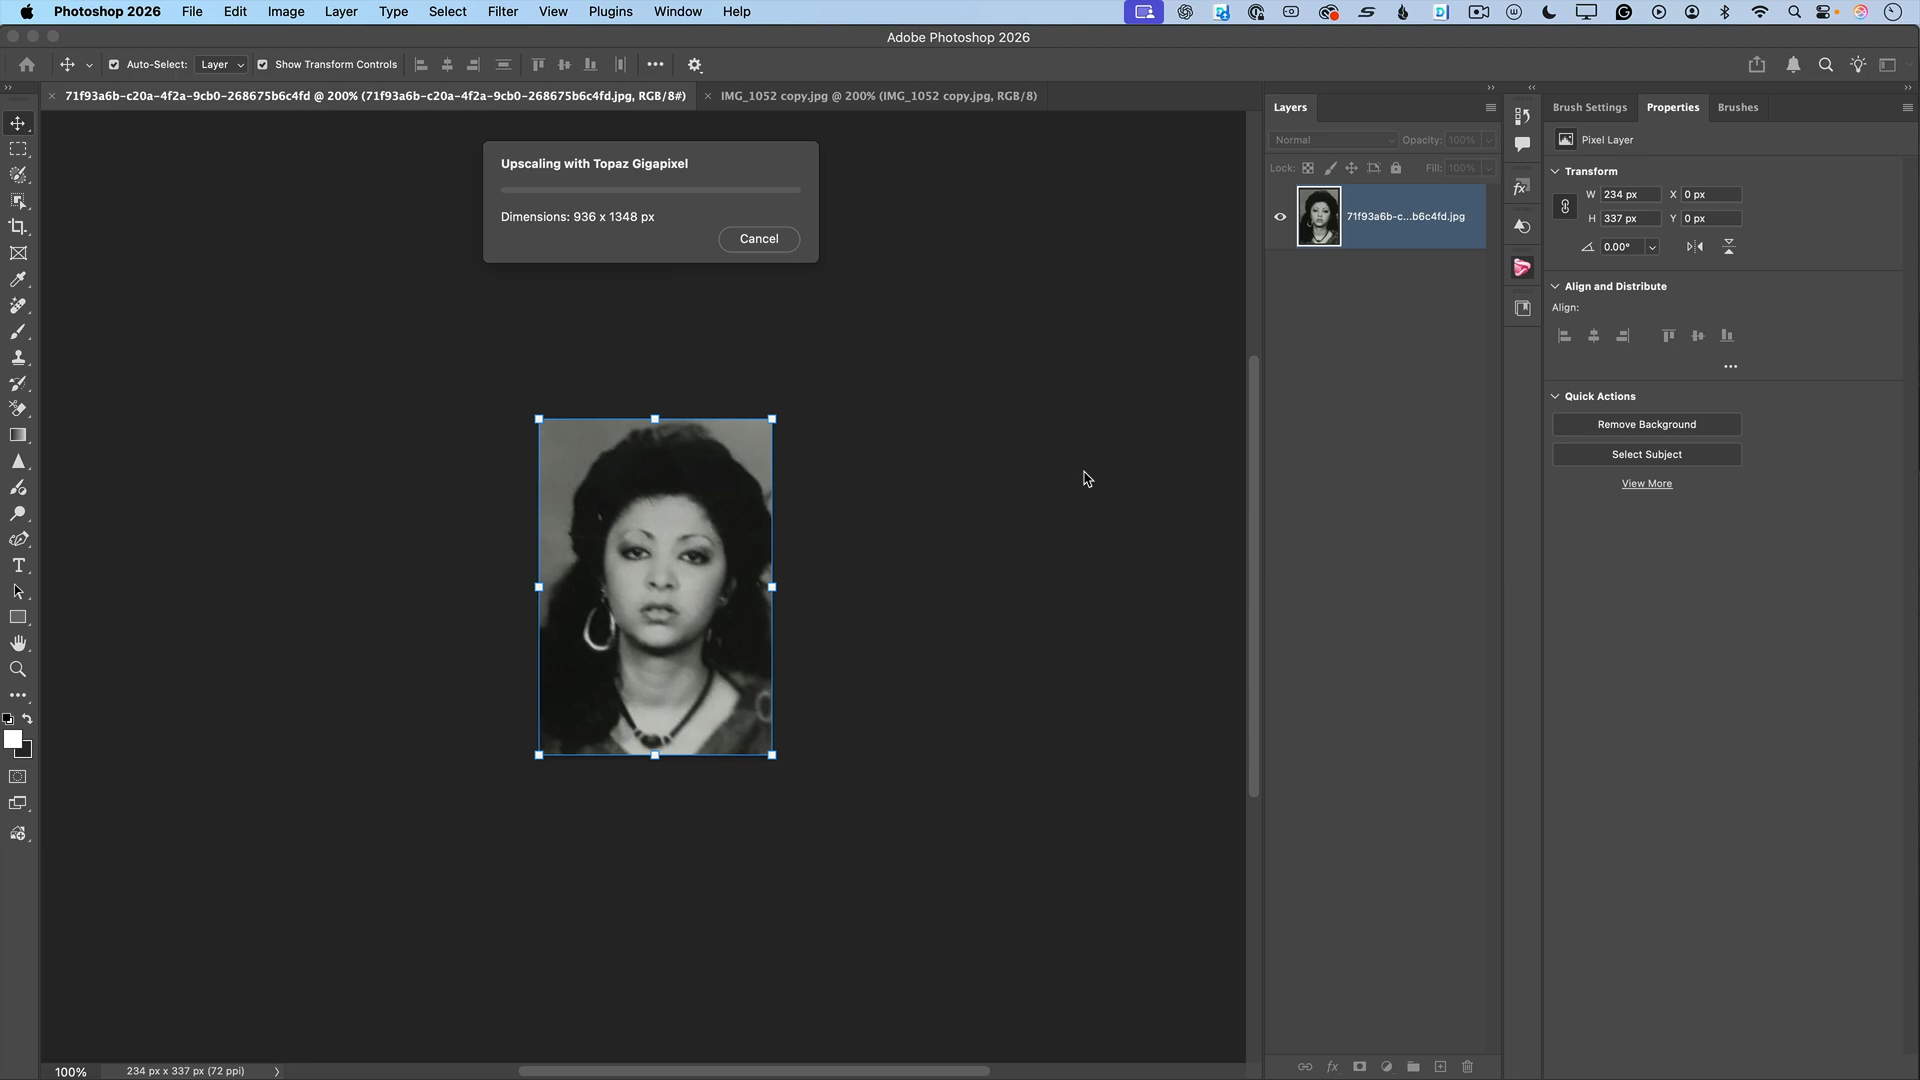 Photoshop 2026 File Edit Image Layer Type Select Filter View Plugins Window Help
Adobe Photoshop 2026
Auto-Select: Layer Show Transform Controls
71f93a6b-c20a-4f2a-9cb0-268675b6c4fd @ 200% (71f93a6b-c20a-4f2a-9cb0-268675b6c4fd.jpg, RGB/8#) IMG_1052 copy.jpg @ 200% (IMG_1052 copy.jpg, RGB/8)
Upscaling with Topaz Gigapixel
Dimensions: 936 x 1348 px
Cancel
Layers
Normal Opacity: 100%
Lock: Fill: 100%
71f93a6b-c...b6c4fd.jpg
Brush Settings Properties Brushes
Pixel Layer
Transform
W 234 px X 0 px
H 337 px Y 0 px
0.00°
Align and Distribute
Align:
Quick Actions
Remove Background
Select Subject
View More
100% 234 px x 337 px (72 ppi)